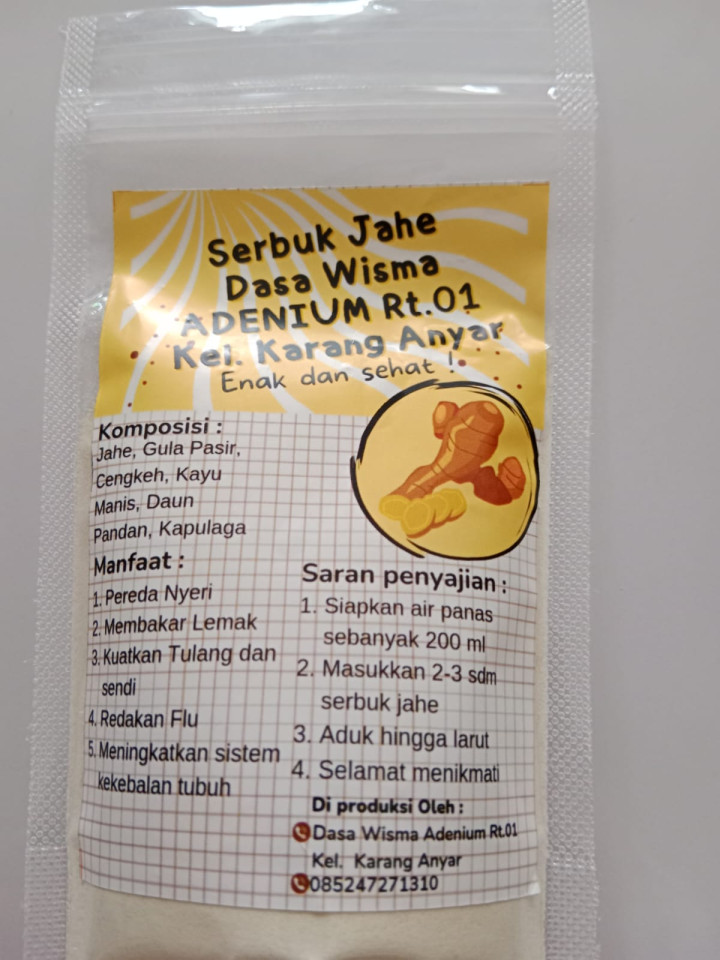 Serbuk Jahe
Dasa Wisma
ADENIUM Rt.01
Kel. Karang Anyar
Enak dan sehat !
Komposisi :
Jahe, Gula Pasir,
Cengkeh, Kayu
Manis, Daun
Pandan, Kapulaga
Manfaat :
1. Pereda Nyeri
2. Membakar Lemak
3. Kuatkan Tulang dan
sendi
4. Redakan Flu
5. Meningkatkan sistem
kekebalan tubuh
Saran penyajian :
1. Siapkan air panas
sebanyak 200 ml
2. Masukkan 2-3 sdm
serbuk jahe
3. Aduk hingga larut
4. Selamat menikmati
Di produksi Oleh :
Dasa Wisma Adenium Rt.01
Kel. Karang Anyar
085247271310